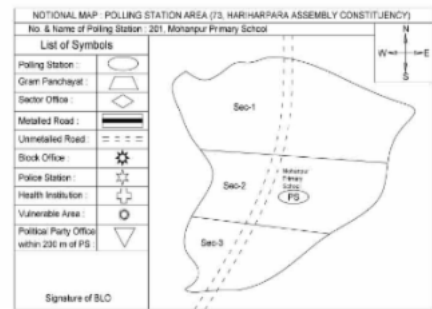 NOTIONAL MAP : POLLING STATION AREA (73, HARIHARPARA ASSEMBLY CONSTITUENCY)
No. & Name of Polling Station : 201, Mohanpur Primary School
List of Symbols
Polling Station :
Gram Panchayat :
Sector Office :
Metalled Road :
Unmetalled Road :
Block Office :
Police Station :
Health Institution :
Vulnerable Area :
Political Party Office
within 200 m of PS :
Signature of BLO
N
W
E
S
Sec-1
Sec-2
Mohanpur
Primary
School
PS
Sec-3